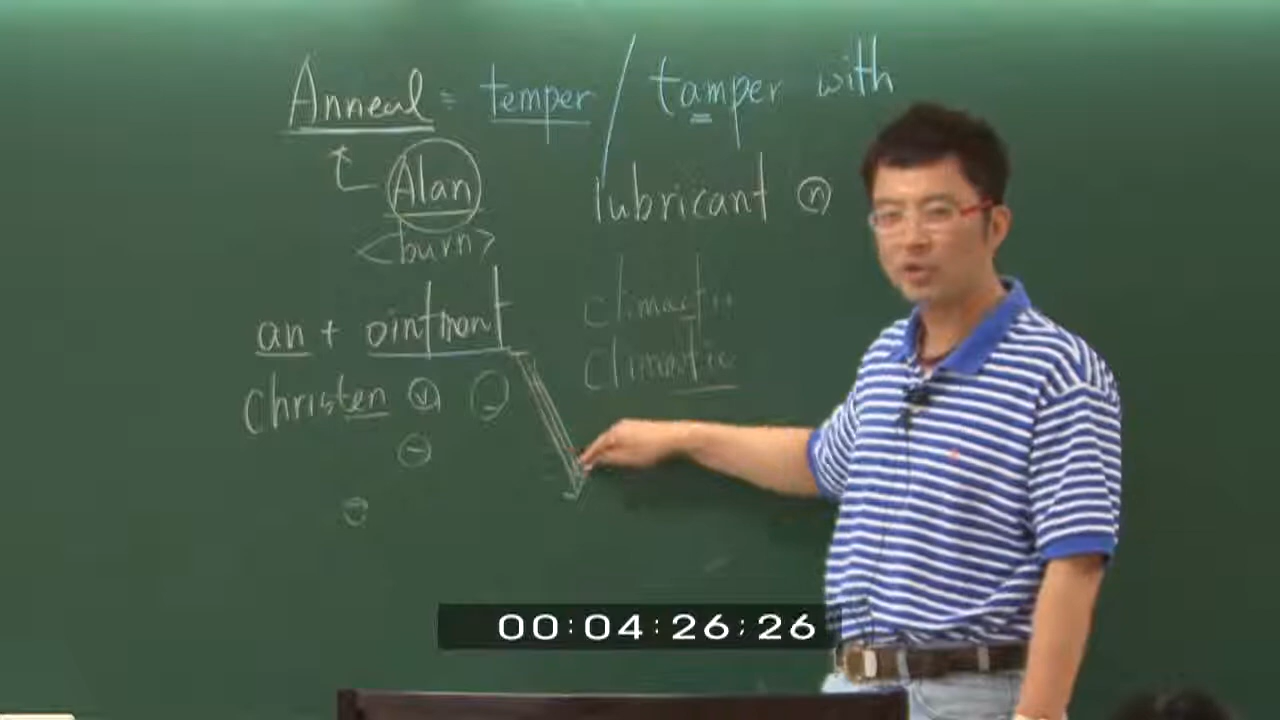 Anneal = temper / tamper with
Alan
<burn>
lubricant n
an + ointment
climactic
climatic
Christen v
00:04:26;26